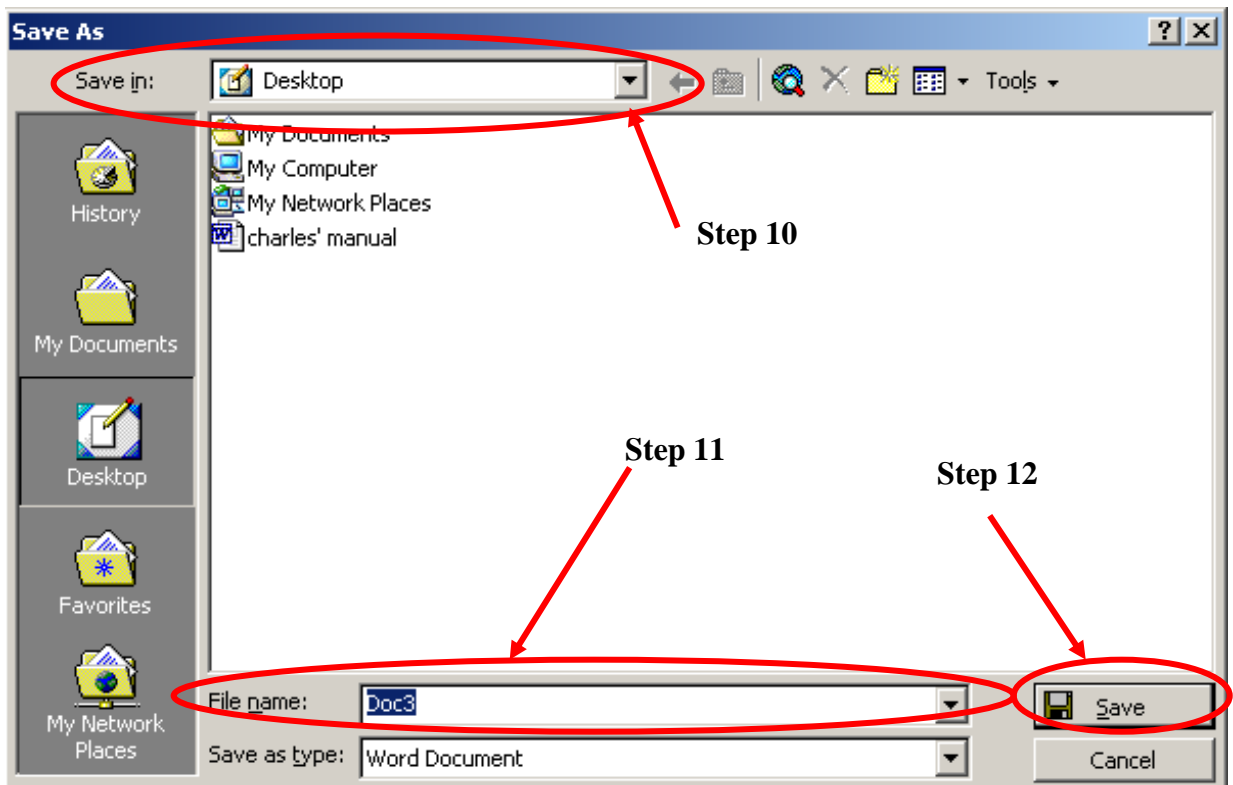 Save As
Save in: Desktop Tools
My Documents
My Computer
My Network Places
charles' manual
Step 10
History
My Documents
Desktop
Favorites
My Network
Places
Step 11
Step 12
File name: Doc3 Save
Save as type: Word Document Cancel